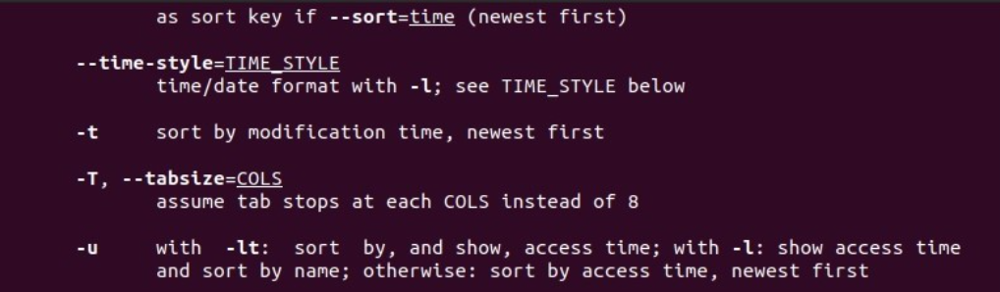 as sort key if --sort=time (newest first)
--time-style=TIME_STYLE
time/date format with -l; see TIME_STYLE below
-t sort by modification time, newest first
-T, --tabsize=COLS
assume tab stops at each COLS instead of 8
-u with -lt: sort by, and show, access time; with -l: show access time
and sort by name; otherwise: sort by access time, newest first